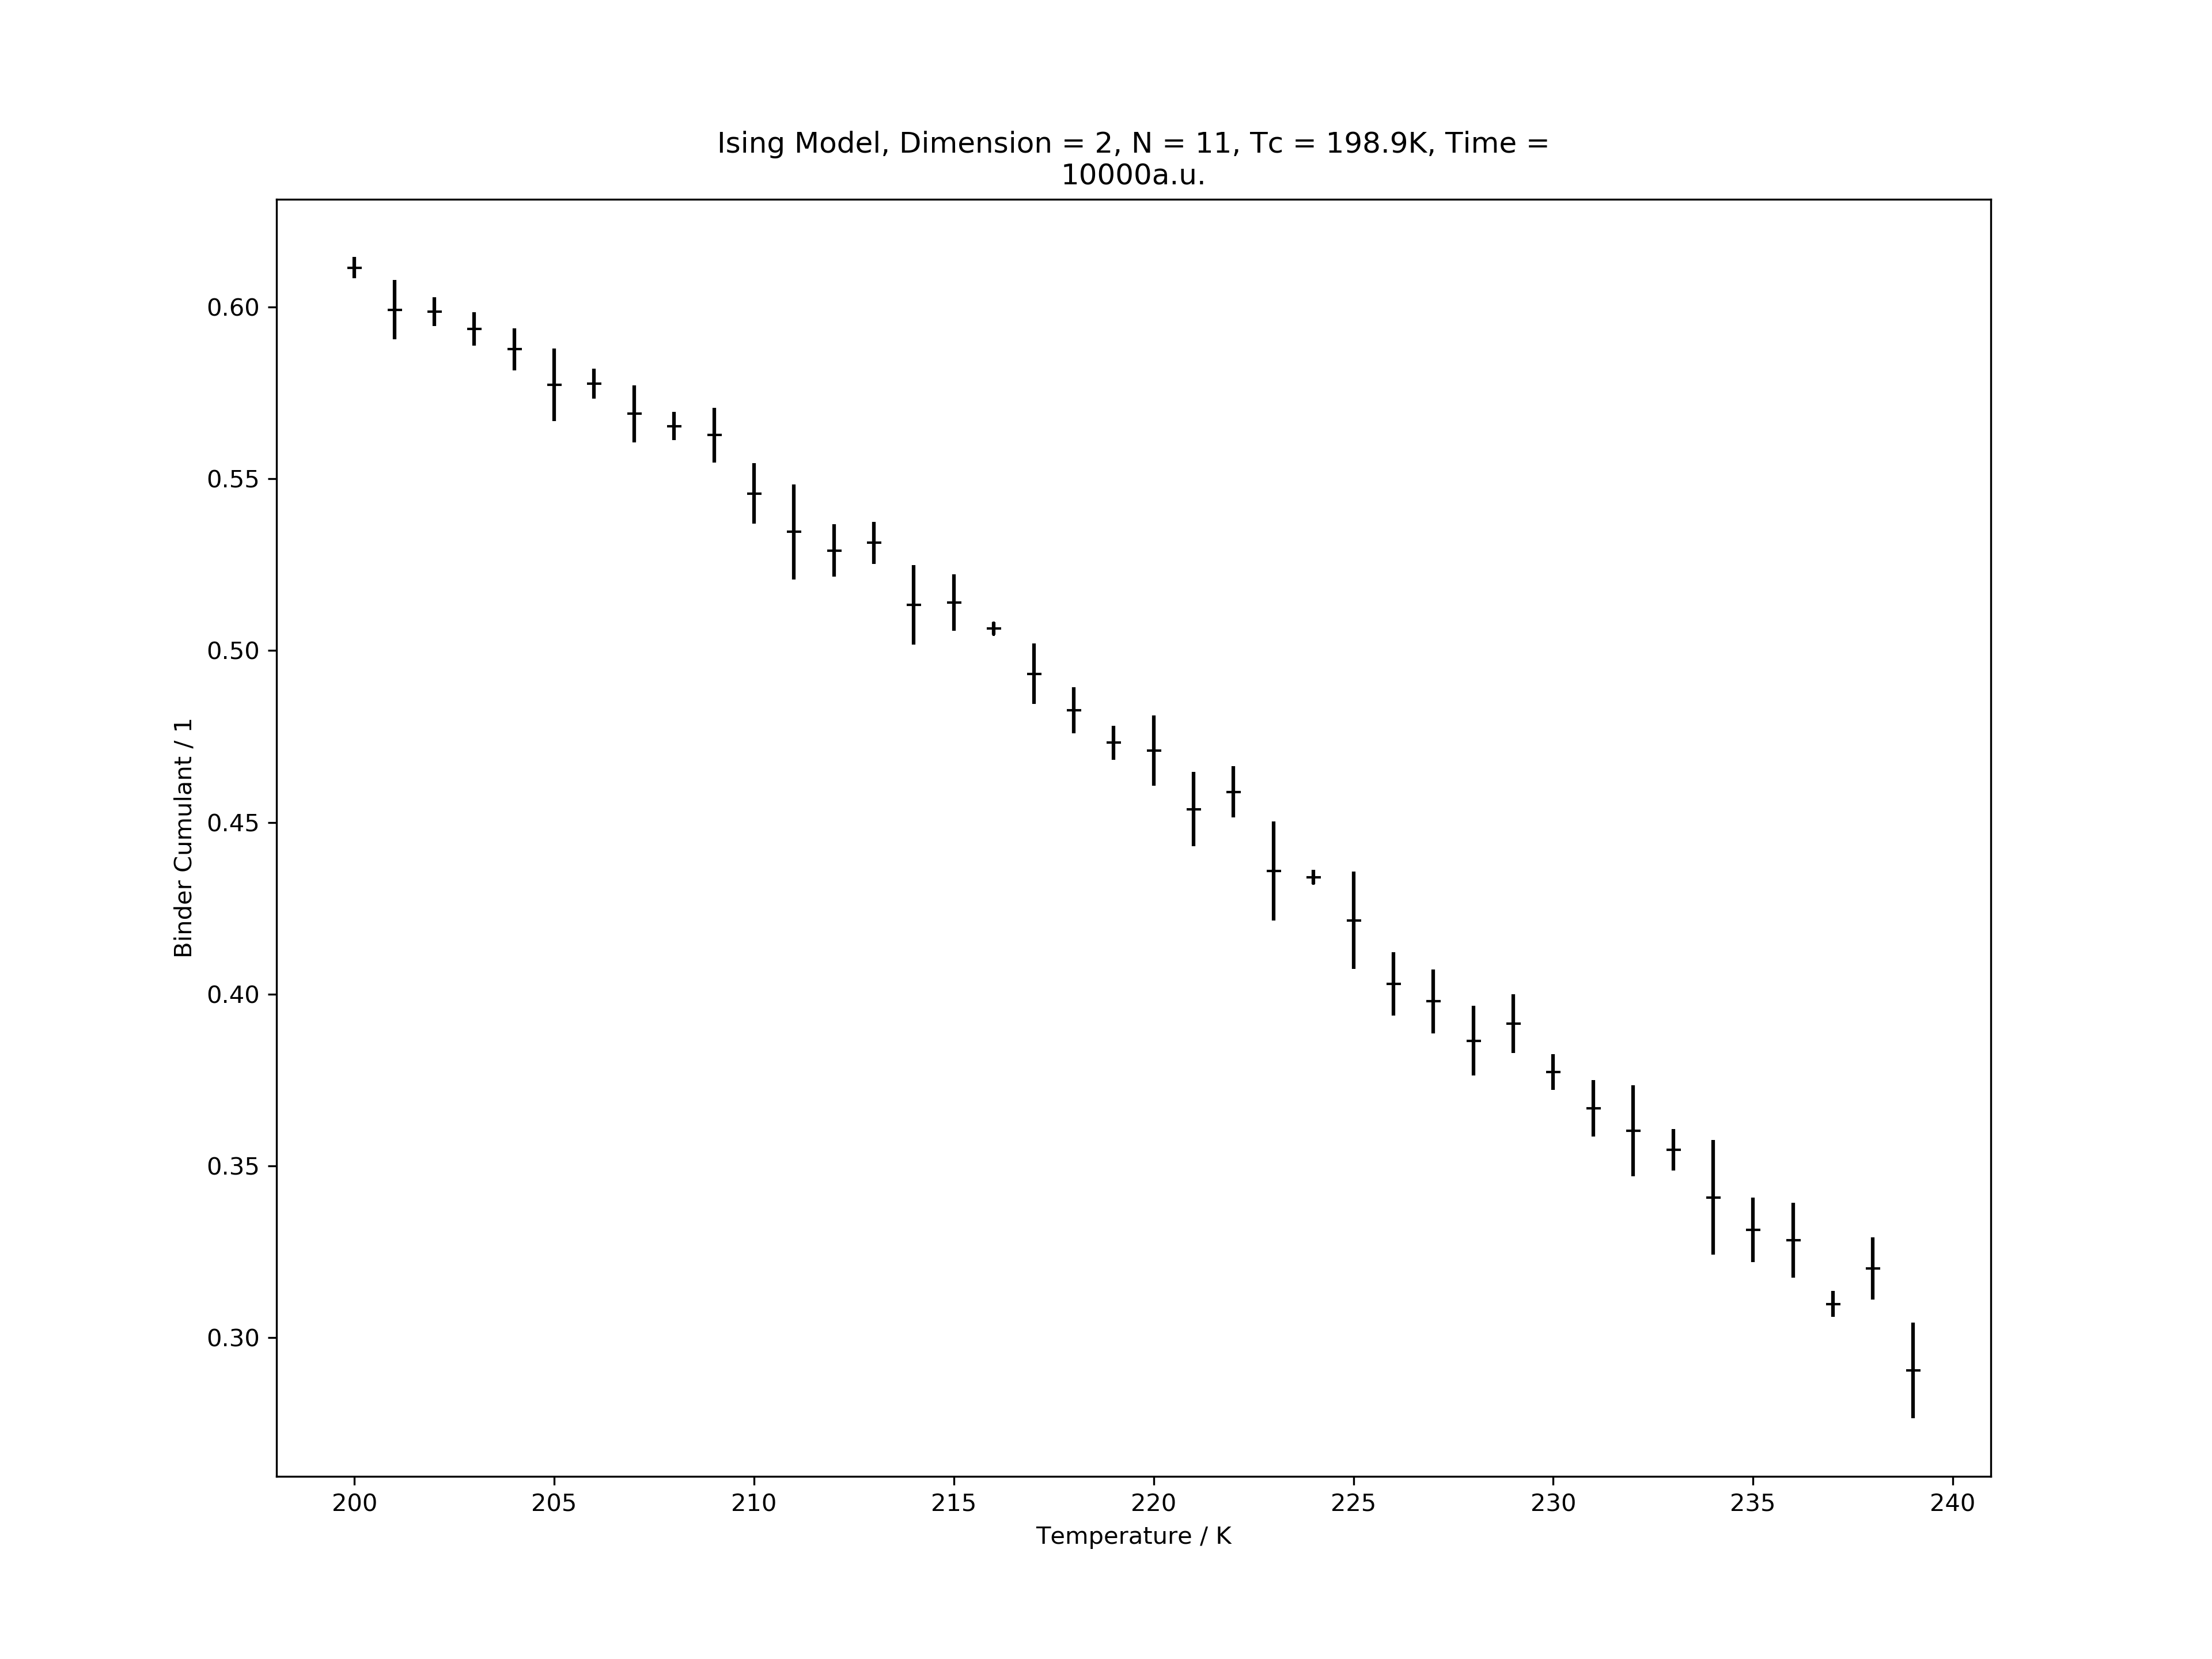 Ising Model, Dimension = 2, N = 11, Tc = 198.9K, Time =
10000a.u.
0.60
0.55
0.50
0.45
0.40
0.35
0.30
Binder Cumulant / 1
200 205 210 215 220 225 230 235 240
Temperature / K